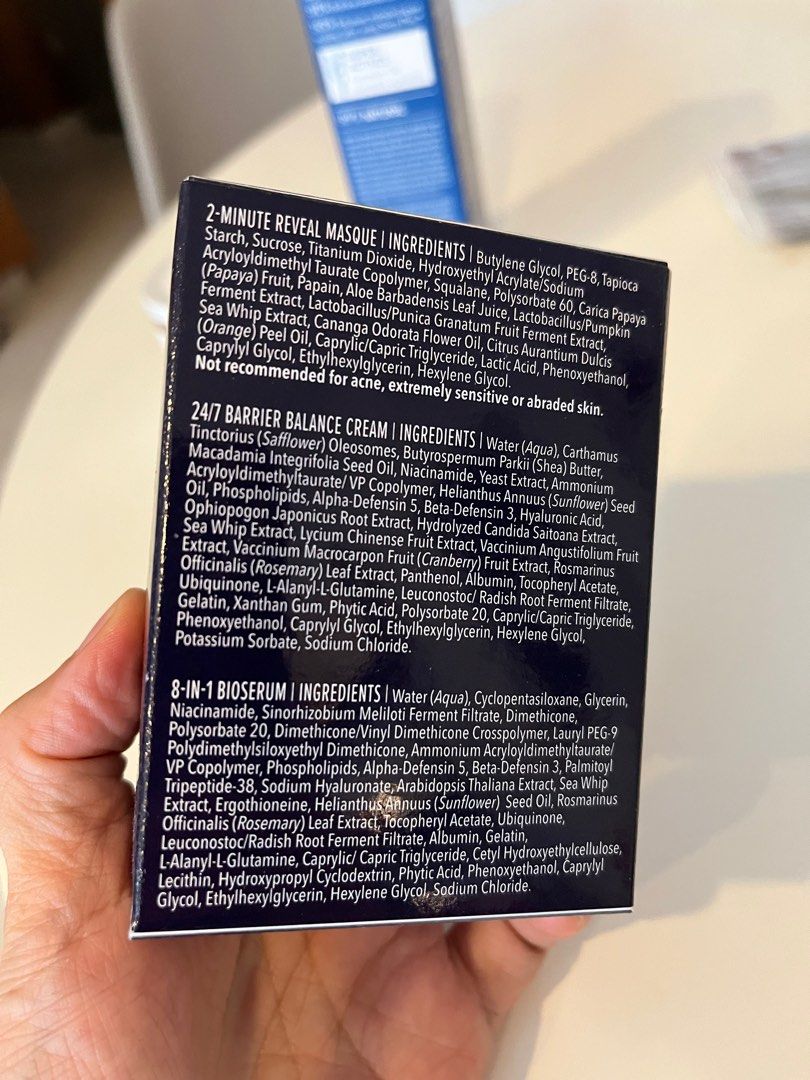 2-MINUTE REVEAL MASQUE | INGREDIENTS | Butylene Glycol, PEG-8, Tapioca
Starch, Sucrose, Titanium Dioxide, Hydroxyethyl Acrylate/Sodium
Acryloyldimethyl Taurate Copolymer, Squalane, Polysorbate 60, Carica Papaya
(Papaya) Fruit, Papain, Aloe Barbadensis Leaf Juice, Lactobacillus/Pumpkin
Ferment Extract, Lactobacillus/Punica Granatum Fruit Ferment Extract,
Sea Whip Extract, Cananga Odorata Flower Oil, Citrus Aurantium Dulcis
(Orange) Peel Oil, Caprylic/Capric Triglyceride, Lactic Acid, Phenoxyethanol,
Caprylyl Glycol, Ethylhexylglycerin, Hexylene Glycol.
Not recommended for acne, extremely sensitive or abraded skin.
24/7 BARRIER BALANCE CREAM | INGREDIENTS | Water (Aqua), Carthamus
Tinctorius (Safflower) Oleosomes, Butyrospermum Parkii (Shea) Butter,
Macadamia Integrifolia Seed Oil, Niacinamide, Yeast Extract, Ammonium
Acryloyldimethyltaurate/ VP Copolymer, Helianthus Annuus (Sunflower) Seed
Oil, Phospholipids, Alpha-Defensin 5, Beta-Defensin 3, Hyaluronic Acid,
Ophiopogon Japonicus Root Extract, Hydrolyzed Candida Saitoana Extract,
Sea Whip Extract, Lycium Chinense Fruit Extract, Vaccinium Angustifolium Fruit
Extract, Vaccinium Macrocarpon Fruit (Cranberry) Fruit Extract, Rosmarinus
Officinalis (Rosemary) Leaf Extract, Panthenol, Albumin, Tocopheryl Acetate,
Ubiquinone, L-Alanyl-L-Glutamine, Leuconostoc/ Radish Root Ferment Filtrate,
Gelatin, Xanthan Gum, Phytic Acid, Polysorbate 20, Caprylic/Capric Triglyceride,
Phenoxyethanol, Caprylyl Glycol, Ethylhexylglycerin, Hexylene Glycol,
Potassium Sorbate, Sodium Chloride.
8-IN-1 BIOSERUM | INGREDIENTS | Water (Aqua), Cyclopentasiloxane, Glycerin,
Niacinamide, Sinorhizobium Meliloti Ferment Filtrate, Dimethicone,
Polysorbate 20, Dimethicone/Vinyl Dimethicone Crosspolymer, Lauryl PEG-9
Polydimethylsiloxyethyl Dimethicone, Ammonium Acryloyldimethyltaurate/
VP Copolymer, Phospholipids, Alpha-Defensin 5, Beta-Defensin 3, Palmitoyl
Tripeptide-38, Sodium Hyaluronate, Arabidopsis Thaliana Extract, Sea Whip
Extract, Ergothioneine, Helianthus Annuus (Sunflower) Seed Oil, Rosmarinus
Officinalis (Rosemary) Leaf Extract, Tocopheryl Acetate, Ubiquinone,
Leuconostoc/Radish Root Ferment Filtrate, Albumin, Gelatin,
L-Alanyl-L-Glutamine, Caprylic/ Capric Triglyceride, Cetyl Hydroxyethylcellulose,
Lecithin, Hydroxypropyl Cyclodextrin, Phytic Acid, Phenoxyethanol, Caprylyl
Glycol, Ethylhexylglycerin, Hexylene Glycol, Sodium Chloride.